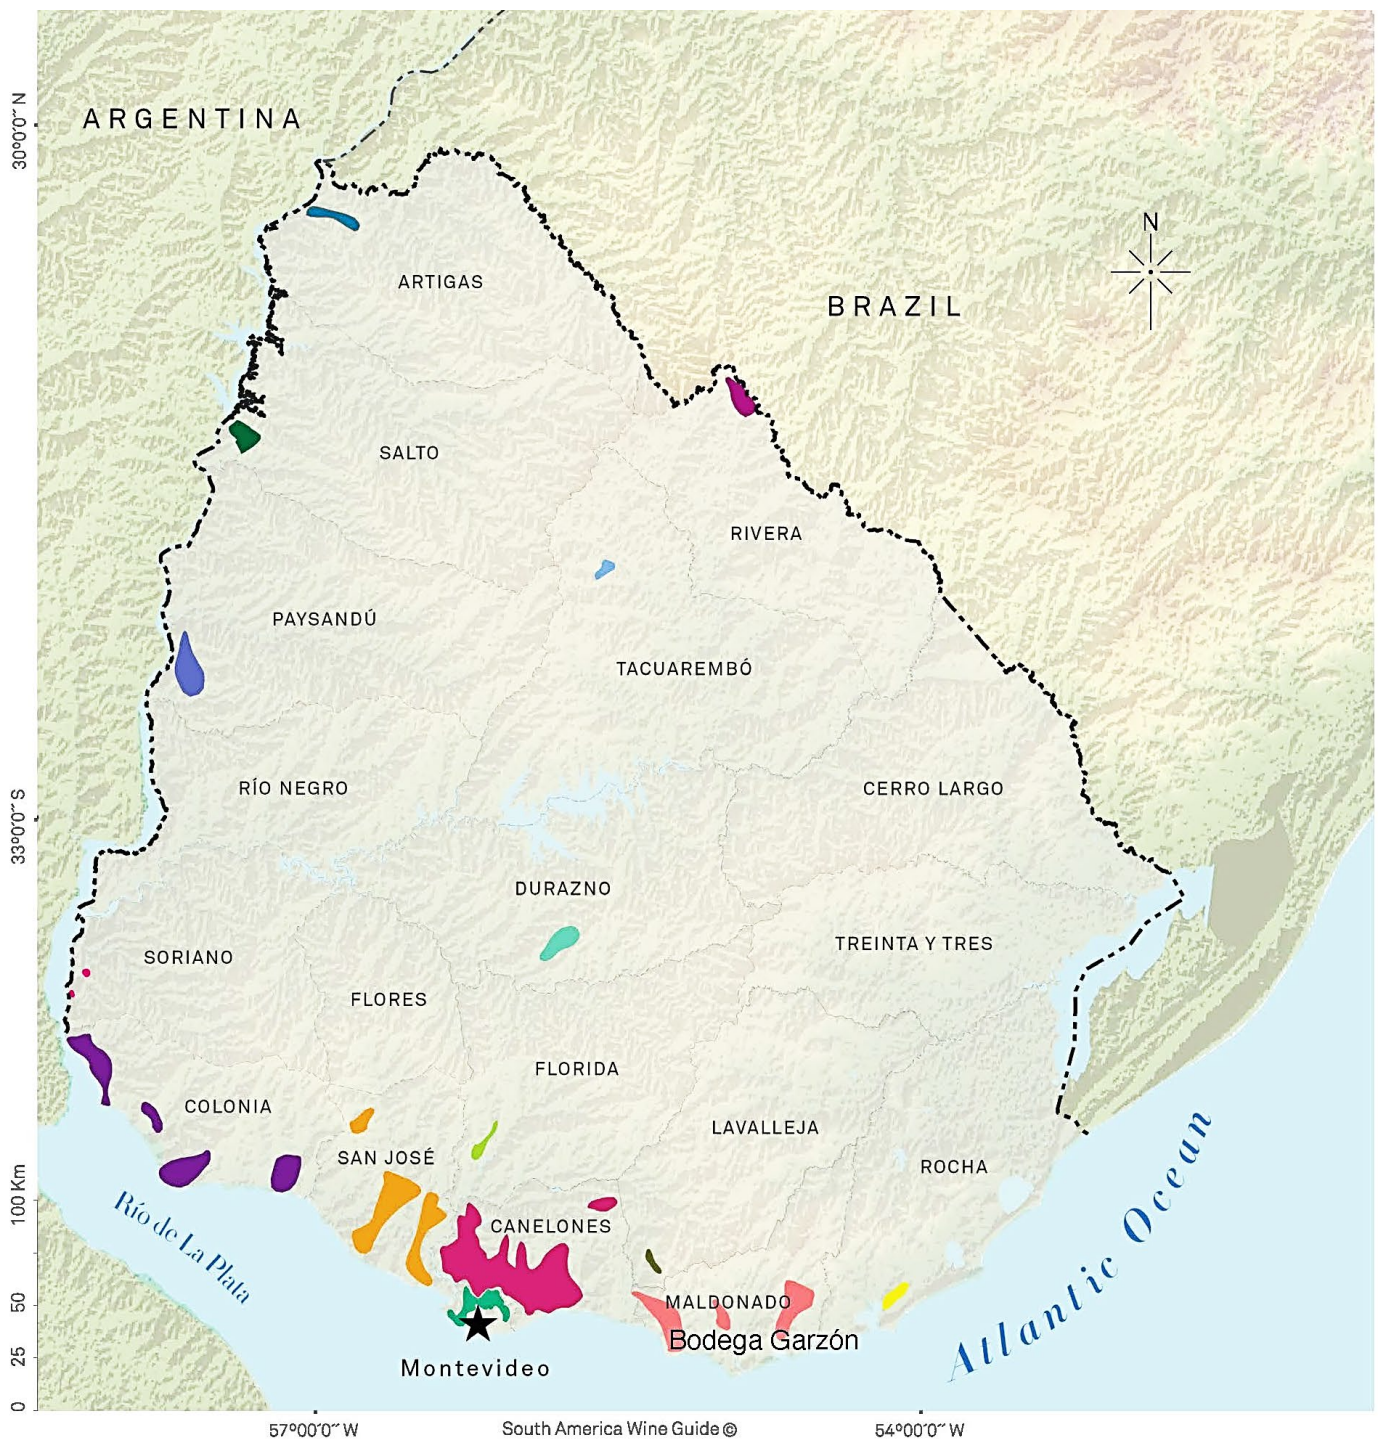 30°0'0" N
ARGENTINA
N
ARTIGAS
BRAZIL
SALTO
RIVERA
PAYSANDÚ
TACUAREMBÓ
RÍO NEGRO
CERRO LARGO
33°0'0" S
DURAZNO
TREINTA Y TRES
SORIANO
FLORES
FLORIDA
COLONIA
LAVALLEJA
SAN JOSÉ
ROCHA
Río de La Plata
Atlantic Ocean
CANELONES
MALDONADO
Bodega Garzón
Montevideo
100 Km
50
25
0
57°00'0" W
South America Wine Guide ©
54°00'0" W